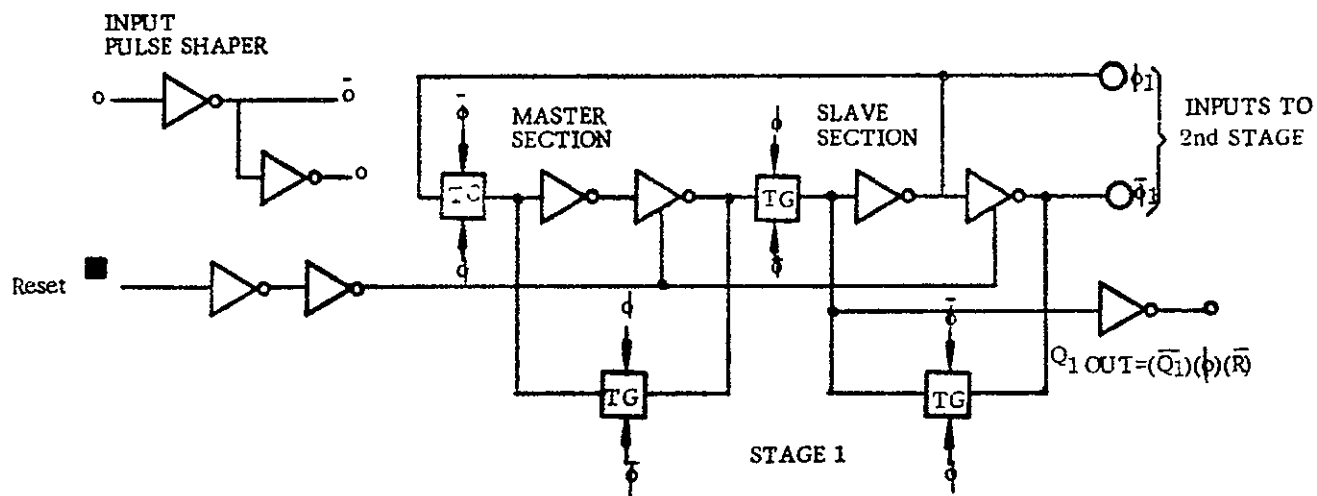 INPUT
PULSE SHAPER
MASTER
SECTION
SLAVE
SECTION
INPUTS TO
2nd STAGE
ϕ1
ϕ̄1
TG
TG
Reset
TG
TG
Q1 OUT=(Q̄1)(ϕ)(R̄)
STAGE 1